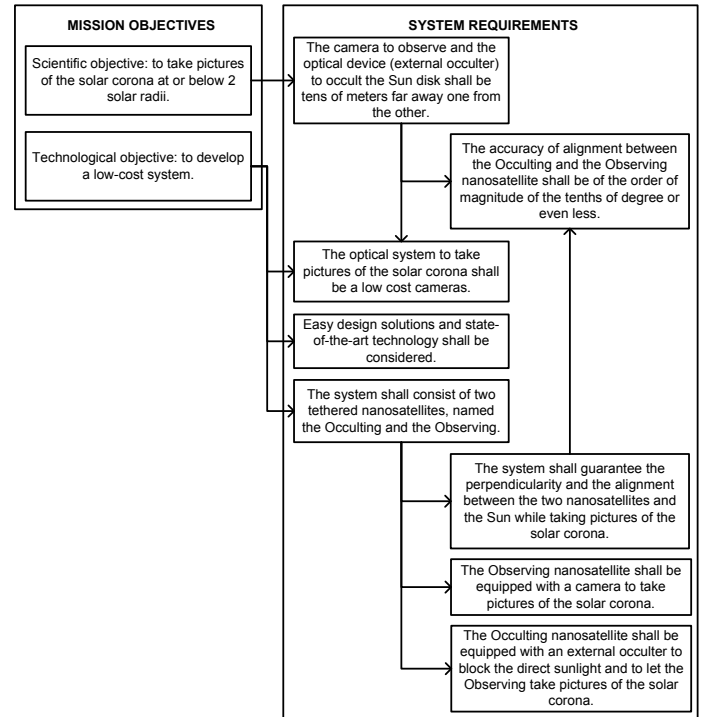 MISSION OBJECTIVES
Scientific objective: to take pictures
of the solar corona at or below 2
solar radii.
Technological objective: to develop
a low-cost system.
SYSTEM REQUIREMENTS
The camera to observe and the
optical device (external occulter)
to occult the Sun disk shall be
tens of meters far away one from
the other.
The accuracy of alignment between
the Occulting and the Observing
nanosatellite shall be of the order of
magnitude of the tenths of degree or
even less.
The optical system to take
pictures of the solar corona shall
be a low cost cameras.
Easy design solutions and state-
of-the-art technology shall be
considered.
The system shall consist of two
tethered nanosatellites, named
the Occulting and the Observing.
The system shall guarantee the
perpendicularity and the alignment
between the two nanosatellites and
the Sun while taking pictures of the
solar corona.
The Observing nanosatellite shall be
equipped with a camera to take
pictures of the solar corona.
The Occulting nanosatellite shall be
equipped with an external occulter to
block the direct sunlight and to let the
Observing take pictures of the solar
corona.